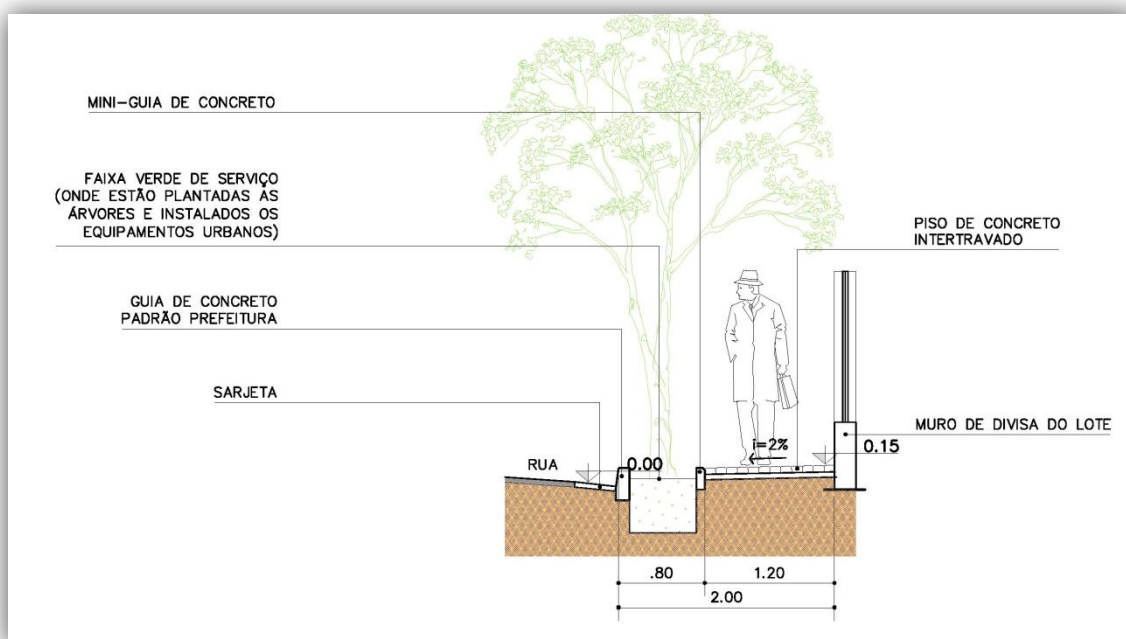 MINI-GUIA DE CONCRETO
FAIXA VERDE DE SERVIÇO
(ONDE ESTÃO PLANTADAS AS
ÁRVORES E INSTALADOS OS
EQUIPAMENTOS URBANOS)
GUIA DE CONCRETO
PADRÃO PREFEITURA
SARJETA
PISO DE CONCRETO
INTERTRAVADO
MURO DE DIVISA DO LOTE
RUA
0.00
i=2%
0.15
.80
1.20
2.00